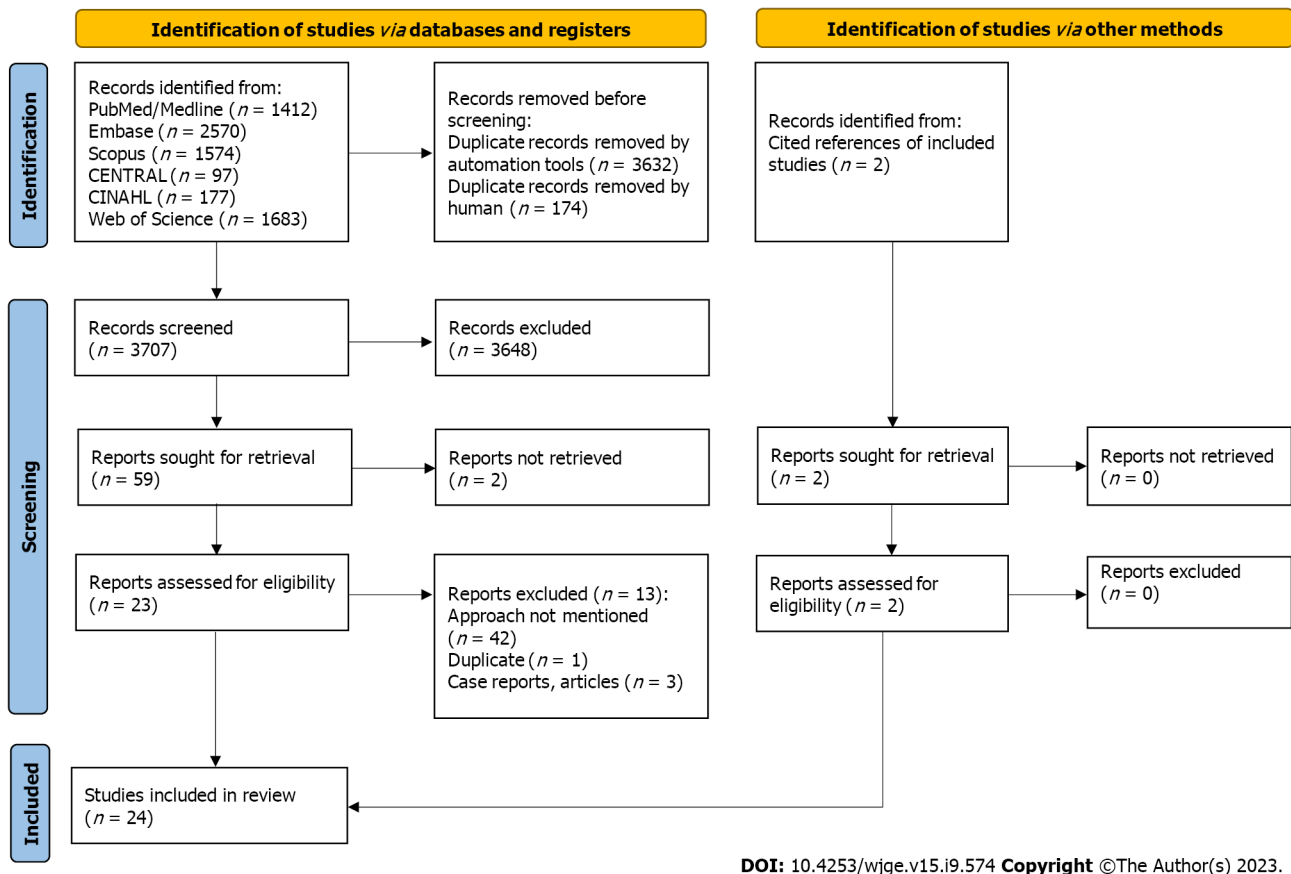 Identification of studies via databases and registers
Identification of studies via other methods
Identification
Records identified from:
PubMed/Medline (n = 1412)
Embase (n = 2570)
Scopus (n = 1574)
CENTRAL (n = 97)
CINAHL (n = 177)
Web of Science (n = 1683)
Records removed before
screening:
Duplicate records removed by
automation tools (n = 3632)
Duplicate records removed by
human (n = 174)
Records identified from:
Cited references of included
studies (n = 2)
Screening
Records screened
(n = 3707)
Records excluded
(n = 3648)
Reports sought for retrieval
(n = 59)
Reports not retrieved
(n = 2)
Reports sought for retrieval
(n = 2)
Reports not retrieved
(n = 0)
Reports assessed for eligibility
(n = 23)
Reports excluded (n = 13):
Approach not mentioned
(n = 42)
Duplicate (n = 1)
Case reports, articles (n = 3)
Reports assessed for
eligibility (n = 2)
Reports excluded
(n = 0)
Included
Studies included in review
(n = 24)
DOI: 10.4253/wjge.v15.i9.574 Copyright ©The Author(s) 2023.